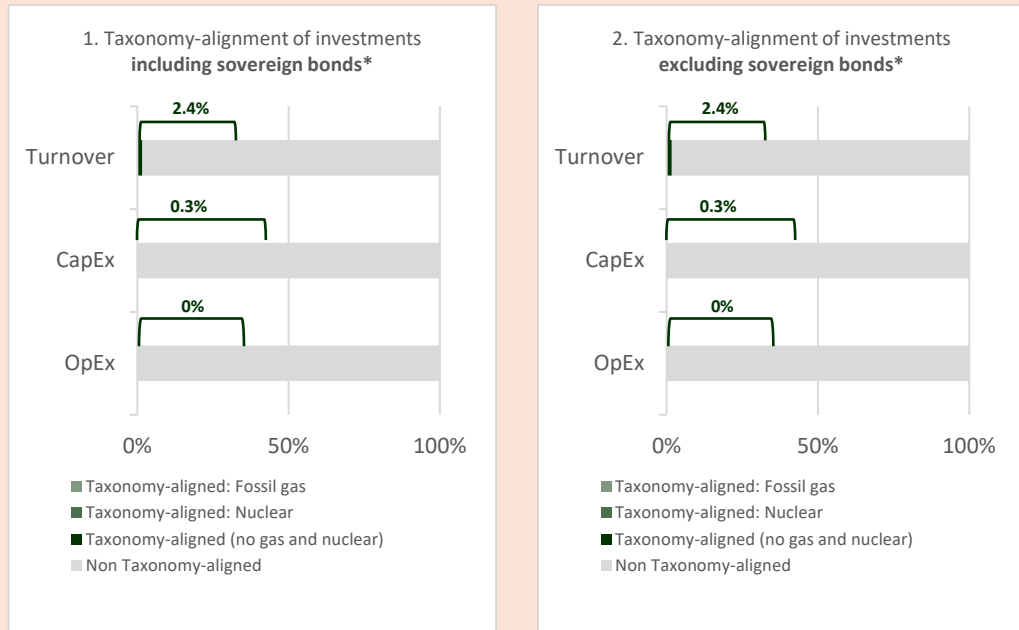 1. Taxonomy-alignment of investments
including sovereign bonds*
2.4%
Turnover
0.3%
CapEx
0%
OpEx
0% 50% 100%
Taxonomy-aligned: Fossil gas
Taxonomy-aligned: Nuclear
Taxonomy-aligned (no gas and nuclear)
Non Taxonomy-aligned
2. Taxonomy-alignment of investments
excluding sovereign bonds*
2.4%
Turnover
0.3%
CapEx
0%
OpEx
0% 50% 100%
Taxonomy-aligned: Fossil gas
Taxonomy-aligned: Nuclear
Taxonomy-aligned (no gas and nuclear)
Non Taxonomy-aligned